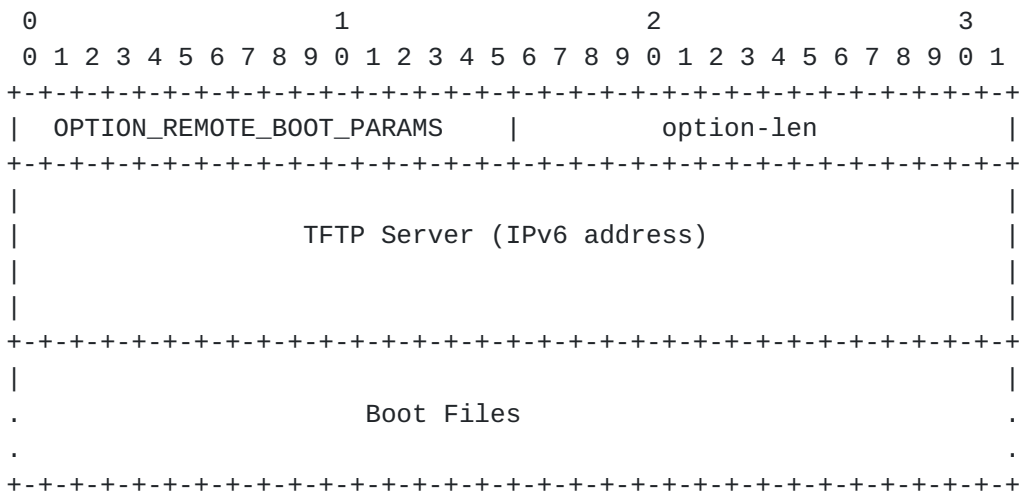 0                   1                   2                   3
 0 1 2 3 4 5 6 7 8 9 0 1 2 3 4 5 6 7 8 9 0 1 2 3 4 5 6 7 8 9 0 1
+-+-+-+-+-+-+-+-+-+-+-+-+-+-+-+-+-+-+-+-+-+-+-+-+-+-+-+-+-+-+-+-+
|  OPTION_REMOTE_BOOT_PARAMS    |         option-len            |
+-+-+-+-+-+-+-+-+-+-+-+-+-+-+-+-+-+-+-+-+-+-+-+-+-+-+-+-+-+-+-+-+
|                                                               |
|                  TFTP Server (IPv6 address)                   |
|                                                               |
|                                                               |
+-+-+-+-+-+-+-+-+-+-+-+-+-+-+-+-+-+-+-+-+-+-+-+-+-+-+-+-+-+-+-+-+
|                                                               |
.                      Boot Files                               .
.                                                               .
+-+-+-+-+-+-+-+-+-+-+-+-+-+-+-+-+-+-+-+-+-+-+-+-+-+-+-+-+-+-+-+-+